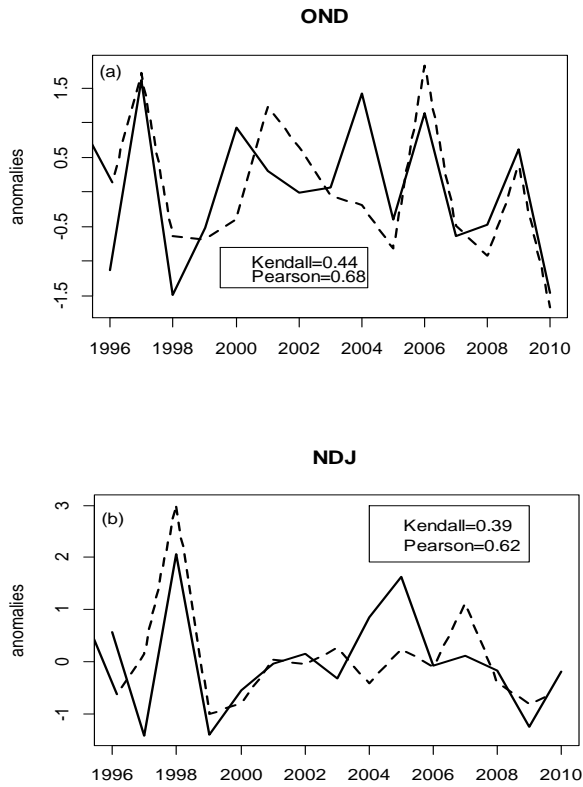 OND
(a)
anomalies
1.5
0.5
-0.5
-1.5
Kendall=0.44
Pearson=0.68
1996 1998 2000 2002 2004 2006 2008 2010
NDJ
(b)
anomalies
3
2
1
0
-1
Kendall=0.39
Pearson=0.62
1996 1998 2000 2002 2004 2006 2008 2010